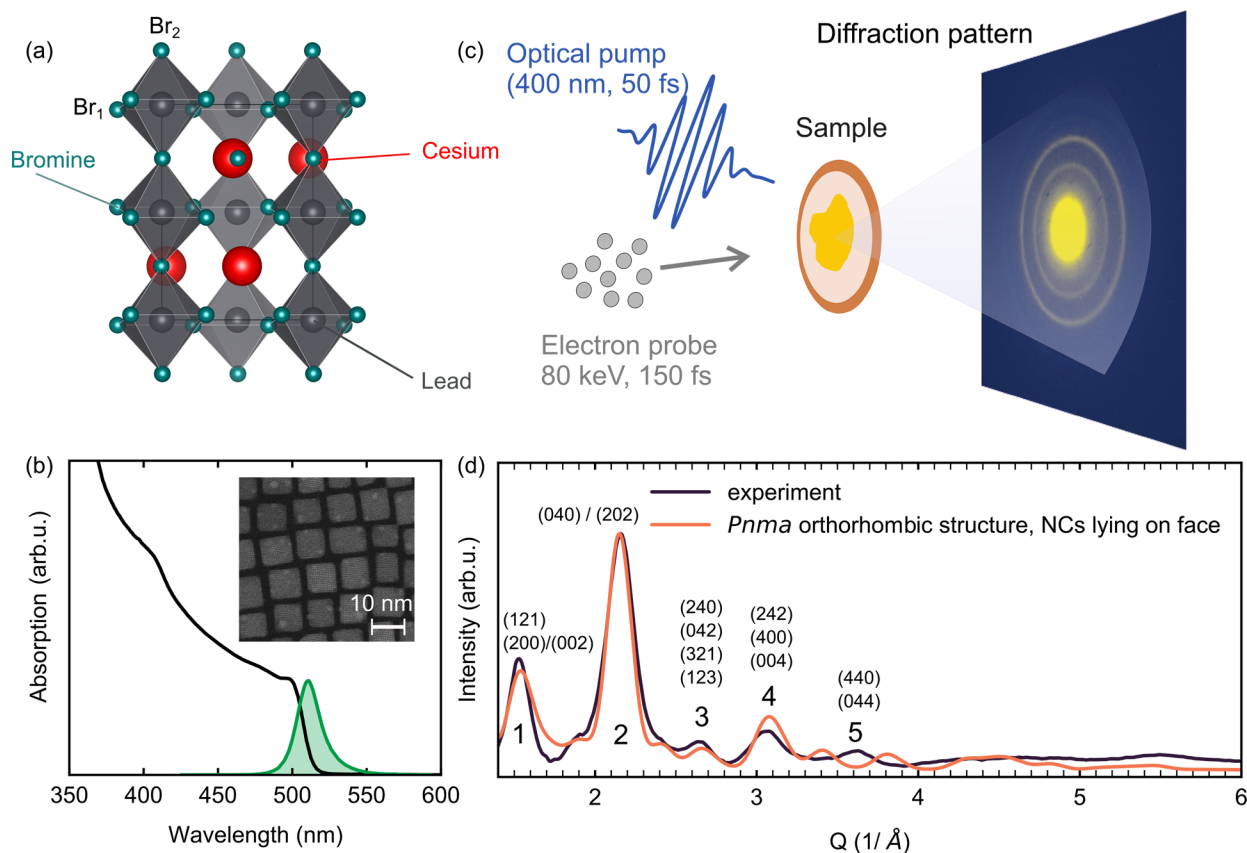 (a)
Br2
Br1
Bromine
Cesium
Lead
(c)
Optical pump
(400 nm, 50 fs)
Electron probe
80 keV, 150 fs
Sample
Diffraction pattern
(b)
Absorption (arb.u.)
10 nm
350
400
450
500
550
600
Wavelength (nm)
(d)
Intensity (arb.u.)
experiment
Pnma orthorhombic structure, NCs lying on face
(121)
(200)/(002)
1
(040) / (202)
2
(240)
(042)
(321)
(123)
3
(242)
(400)
(004)
4
(440)
(044)
5
2
3
4
5
6
Q (1/ Å)